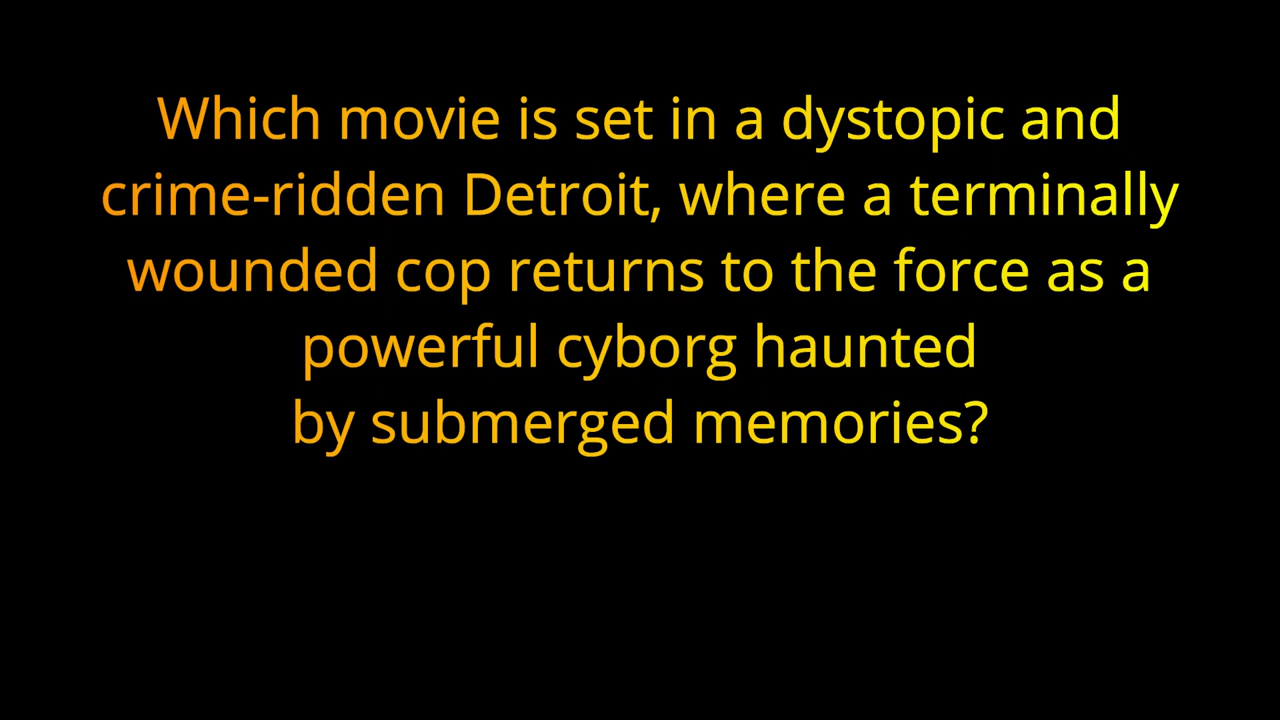 Which movie is set in a dystopic and
crime-ridden Detroit, where a terminally
wounded cop returns to the force as a
powerful cyborg haunted
by submerged memories?